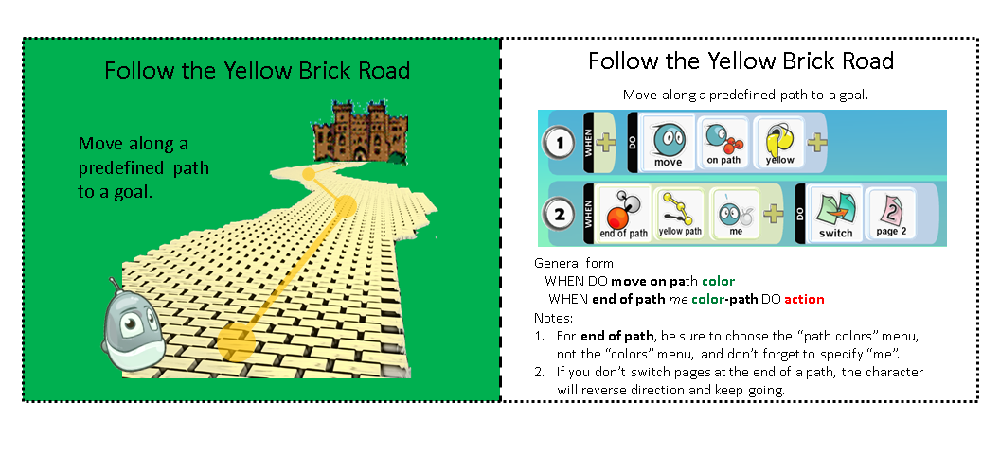 Follow the Yellow Brick Road
Move along a
predefined path
to a goal.
Follow the Yellow Brick Road
Move along a predefined path to a goal.
1 WHEN + DO move on path yellow +
2 WHEN end of path yellow path me + DO switch 2 page 2
General form:
WHEN DO move on path color
WHEN end of path me color-path DO action
Notes:
1. For end of path, be sure to choose the “path colors” menu,
not the “colors” menu, and don’t forget to specify “me”.
2. If you don’t switch pages at the end of a path, the character
will reverse direction and keep going.